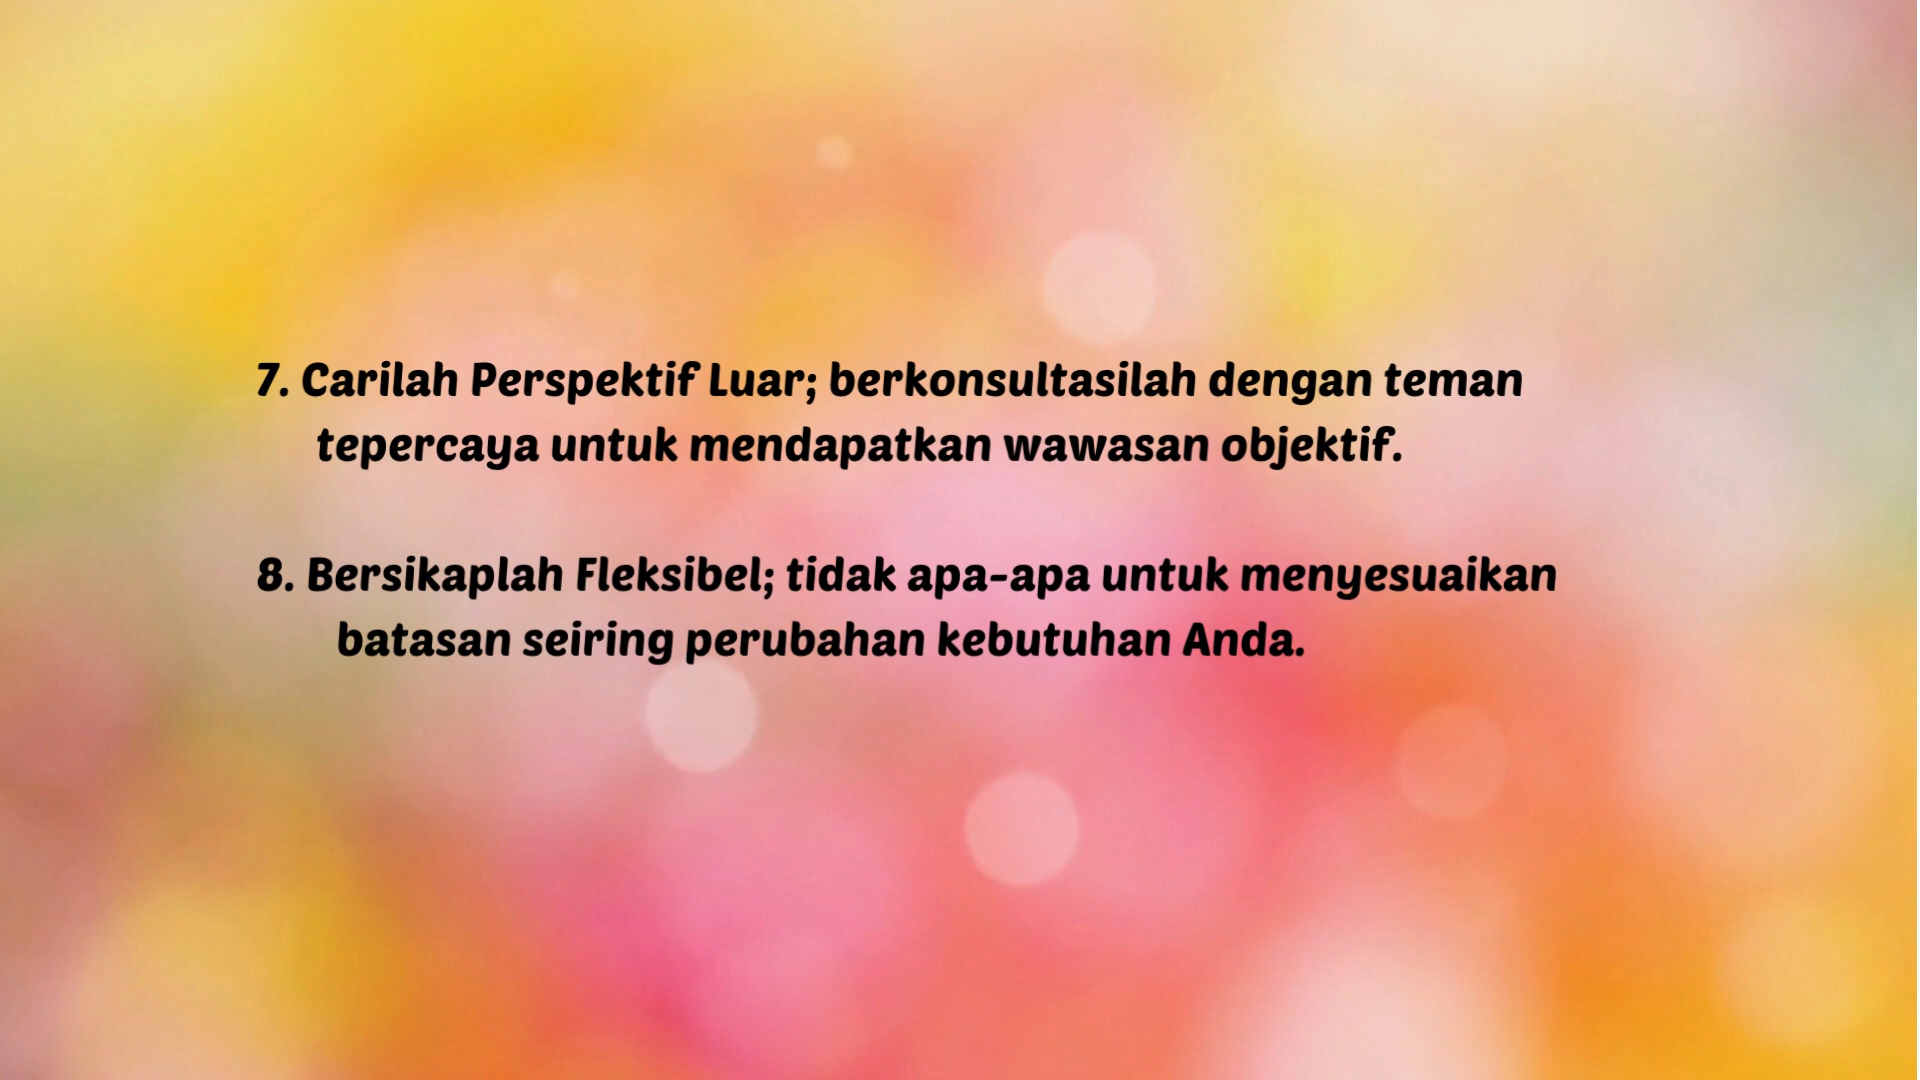 7. Carilah Perspektif Luar; berkonsultasilah dengan teman
tepercaya untuk mendapatkan wawasan objektif.
8. Bersikaplah Fleksibel; tidak apa-apa untuk menyesuaikan
batasan seiring perubahan kebutuhan Anda.